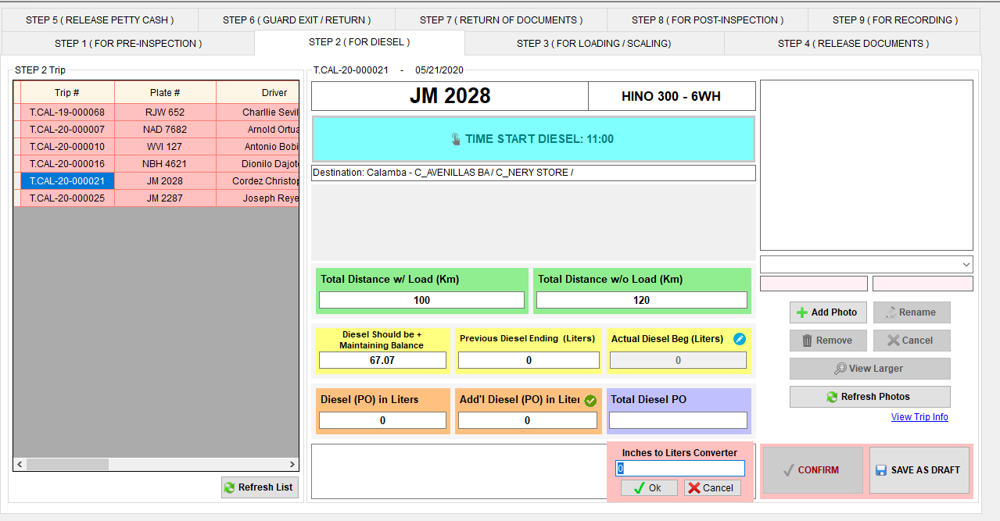 STEP 5 ( RELEASE PETTY CASH )
STEP 6 ( GUARD EXIT / RETURN )
STEP 7 ( RETURN OF DOCUMENTS )
STEP 8 ( FOR POST-INSPECTION )
STEP 9 ( FOR RECORDING )
STEP 1 ( FOR PRE-INSPECTION )
STEP 2 ( FOR DIESEL )
STEP 3 ( FOR LOADING / SCALING)
STEP 4 ( RELEASE DOCUMENTS )
STEP 2 Trip
Trip # Plate # Driver
T.CAL-19-000068 RJW 652 Charllie Sevil
T.CAL-20-000007 NAD 7682 Arnold Ortua
T.CAL-20-000010 WVI 127 Antonio Bobi
T.CAL-20-000016 NBH 4621 Dionilo Dajot
T.CAL-20-000021 JM 2028 Cordez Christop
T.CAL-20-000025 JM 2287 Joseph Reye
Refresh List
T.CAL-20-000021 - 05/21/2020
JM 2028
HINO 300 - 6WH
TIME START DIESEL: 11:00
Destination: Calamba - C_AVENILLAS BA / C_NERY STORE /
Total Distance w/ Load (Km)
100
Total Distance w/o Load (Km)
120
Diesel Should be +
Maintaining Balance
67.07
Previous Diesel Ending (Liters)
0
Actual Diesel Beg (Liters)
0
Diesel (PO) in Liters
0
Add'l Diesel (PO) in Liter
0
Total Diesel PO
Inches to Liters Converter
0
Ok
Cancel
Add Photo
Rename
Remove
Cancel
View Larger
Refresh Photos
View Trip Info
CONFIRM
SAVE AS DRAFT